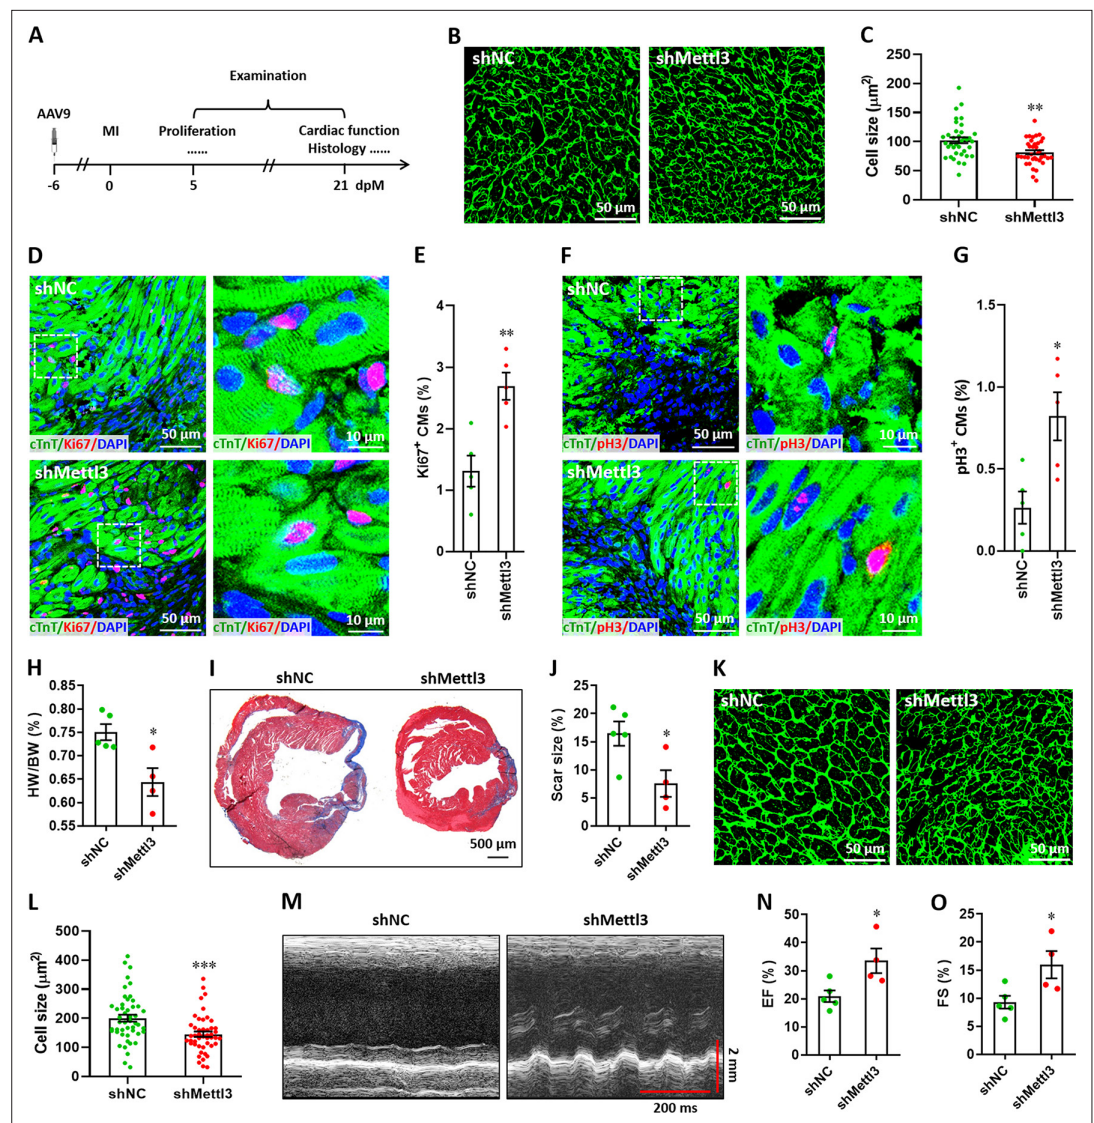 A
Examination
AAV9
MI
Proliferation
Cardiac function
......
Histology ......
-6
0
5
21
dpM
B
shNC
shMettl3
50 μm
50 μm
C
Cell size (μm²)
250
200
150
100
50
0
**
shNC
shMettl3
D
shNC
50 μm
10 μm
cTnT/Ki67/DAPI
cTnT/Ki67/DAPI
shMettl3
50 μm
10 μm
cTnT/Ki67/DAPI
cTnT/Ki67/DAPI
E
Ki67⁺ CMs (%)
4
3
2
1
0
**
shNC
shMettl3
F
shNC
50 μm
10 μm
cTnT/pH3/DAPI
cTnT/pH3/DAPI
shMettl3
50 μm
10 μm
cTnT/pH3/DAPI
cTnT/pH3/DAPI
G
pH3⁺ CMs (%)
1.5
1.0
0.5
0.0
*
shNC
shMettl3
H
HW/BW (%)
0.85
0.80
0.75
0.70
0.65
0.60
0.55
*
shNC
shMettl3
I
shNC
shMettl3
500 μm
J
Scar size (%)
25
20
15
10
5
0
*
shNC
shMettl3
K
shNC
shMettl3
50 μm
50 μm
L
Cell size (μm²)
500
400
300
200
100
0
***
shNC
shMettl3
M
shNC
shMettl3
2 mm
200 ms
N
EF (%)
50
40
30
20
10
0
*
shNC
shMettl3
O
FS (%)
25
20
15
10
5
0
*
shNC
shMettl3